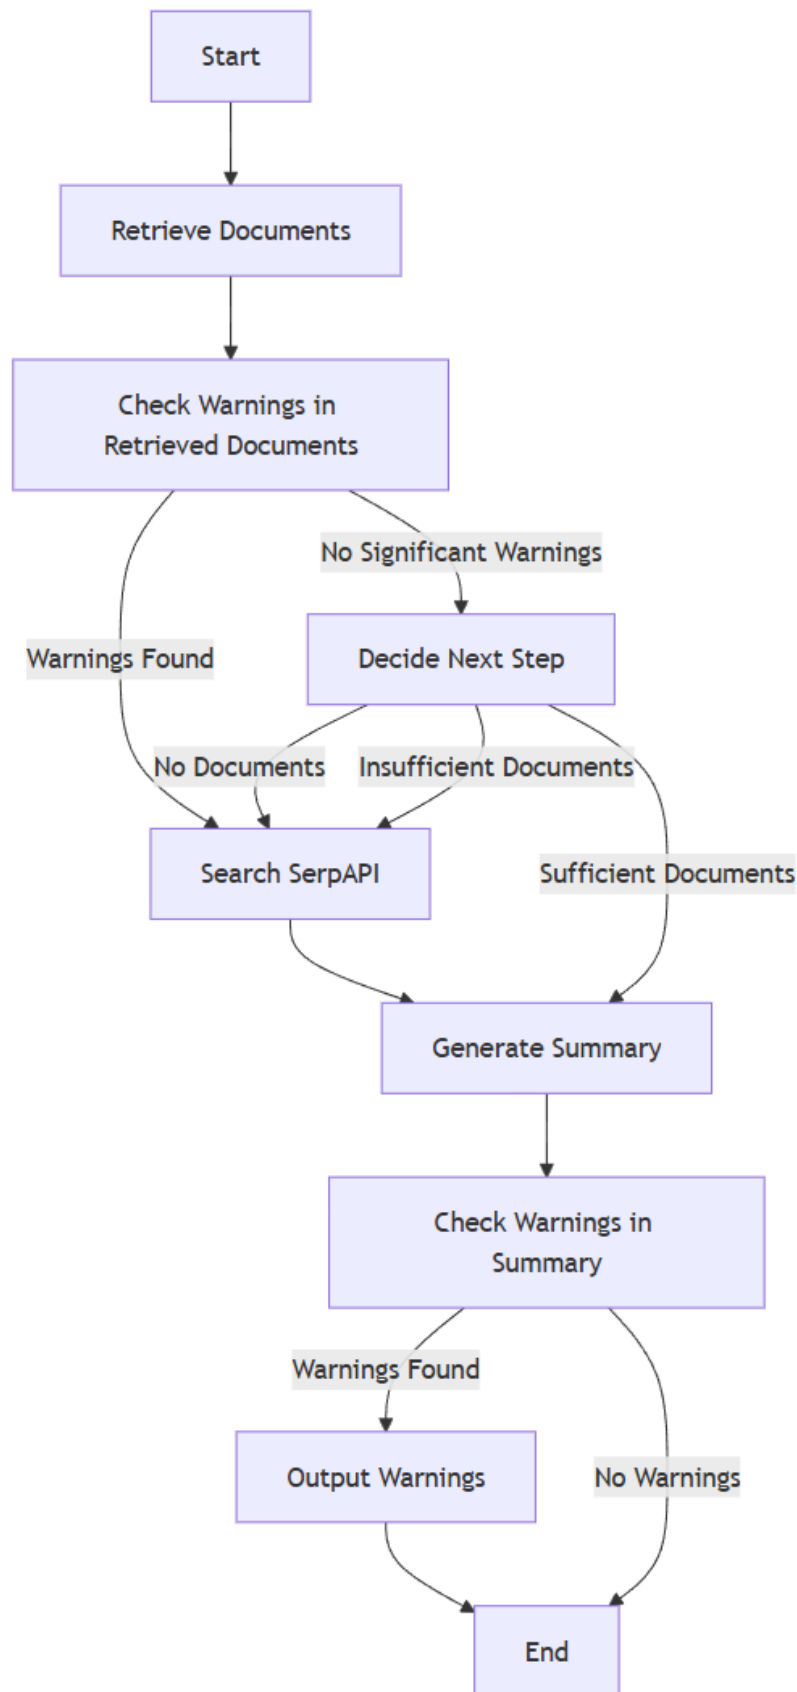 Start
Retrieve Documents
Check Warnings in
Retrieved Documents
No Significant Warnings
Warnings Found
Decide Next Step
No Documents
Insufficient Documents
Search SerpAPI
Sufficient Documents
Generate Summary
Check Warnings in
Summary
Warnings Found
Output Warnings
No Warnings
End